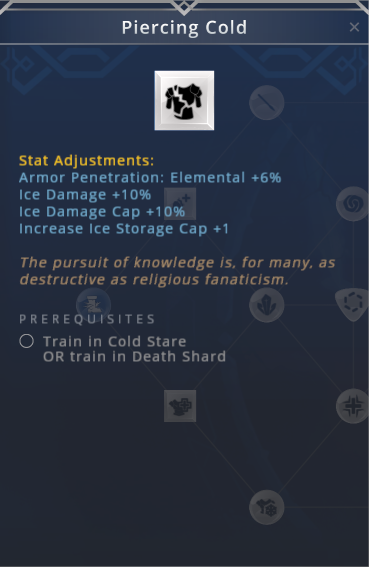 Piercing Cold
Stat Adjustments:
Armor Penetration: Elemental +6%
Ice Damage +10%
Ice Damage Cap +10%
Increase Ice Storage Cap +1
The pursuit of knowledge is, for many, as
destructive as religious fanaticism.
PREREQUISITES
Train in Cold Stare
OR train in Death Shard